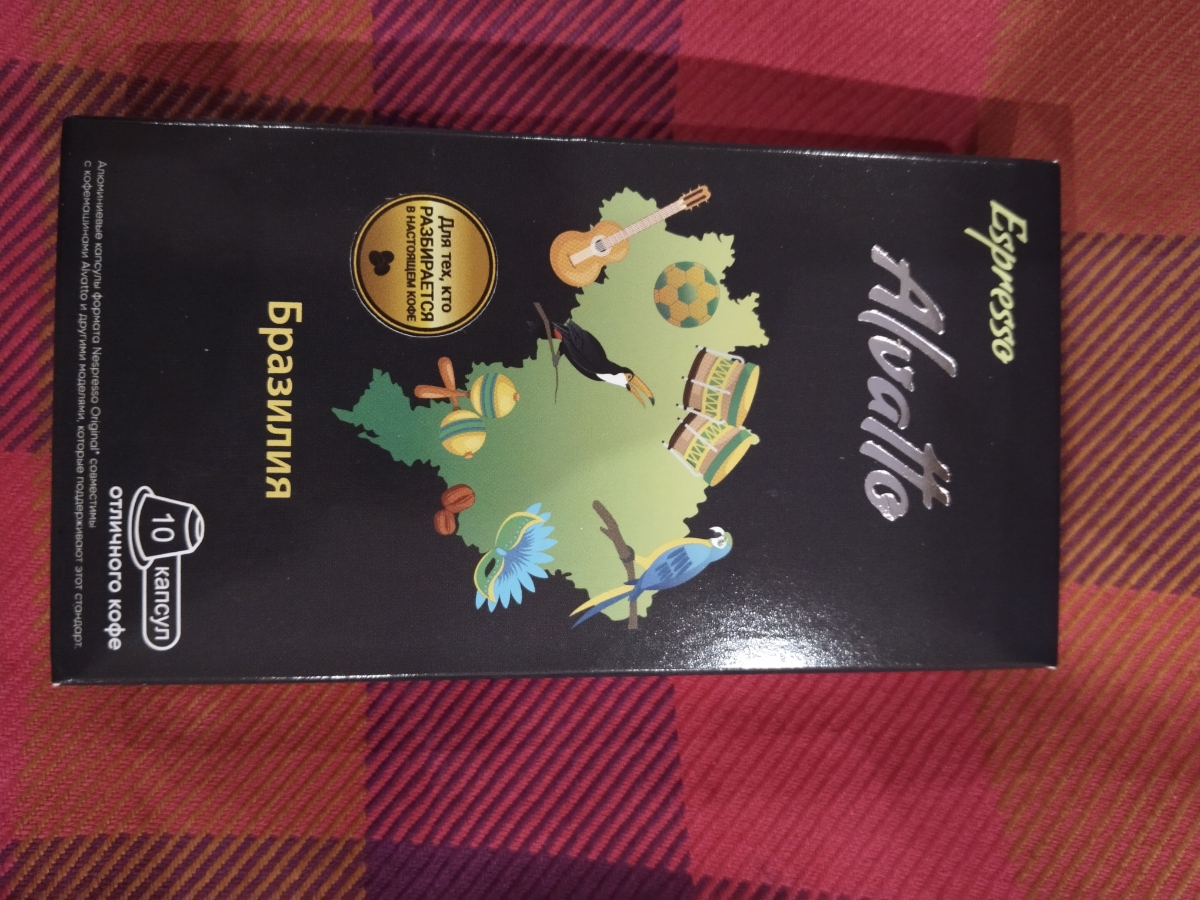 Espresso
Alvatto
Для тех, кто
РАЗБИРАЕТСЯ
В НАСТОЯЩЕМ КОФЕ
Бразилия
10 капсул
отличного кофе
Алюминиевые капсулы формата Nespresso Original* совместимы
с кофемашинами Alvatto и другими моделями, которые поддерживают этот стандарт.